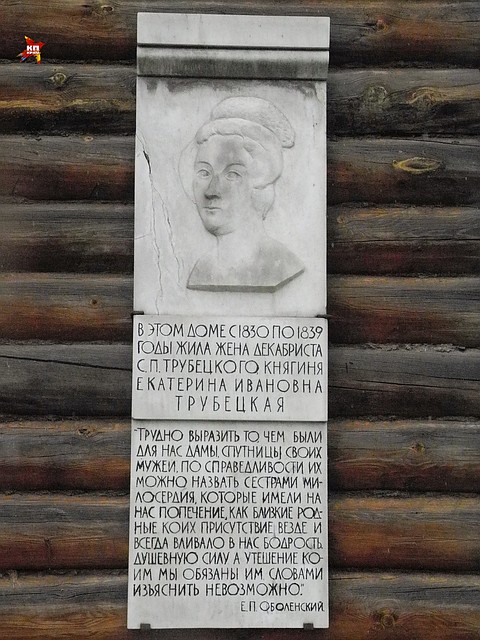 КП
В ЭТОМ ДОМЕ С 1830 ПО 1839
ГОДЫ ЖИЛА ЖЕНА ДЕКАБРИСТА
С.П. ТРУБЕЦКОГО КНЯГИНЯ
ЕКАТЕРИНА ИВАНОВНА
ТРУБЕЦКАЯ
"ТРУДНО ВЫРАЗИТЬ ТО, ЧЕМ БЫЛИ
ДЛЯ НАС ДАМЫ, СПУТНИЦЫ СВОИХ
МУЖЕЙ. ПО СПРАВЕДЛИВОСТИ ИХ
МОЖНО НАЗВАТЬ СЕСТРАМИ МИ-
ЛОСЕРДИЯ, КОТОРЫЕ ИМЕЛИ НА
НАС ПОПЕЧЕНИЕ, КАК БЛИЗКИЕ РОД-
НЫЕ КОИХ ПРИСУТСТВИЕ ВЕЗДЕ И
ВСЕГДА ВЛИВАЛО В НАС БОДРОСТЬ,
ДУШЕВНУЮ СИЛУ А УТЕШЕНИЕ КО-
ИМ МЫ ОБЯЗАНЫ ИМ СЛОВАМИ
ИЗЪЯСНИТЬ НЕВОЗМОЖНО."
Е.П. ОБОЛЕНСКИЙ